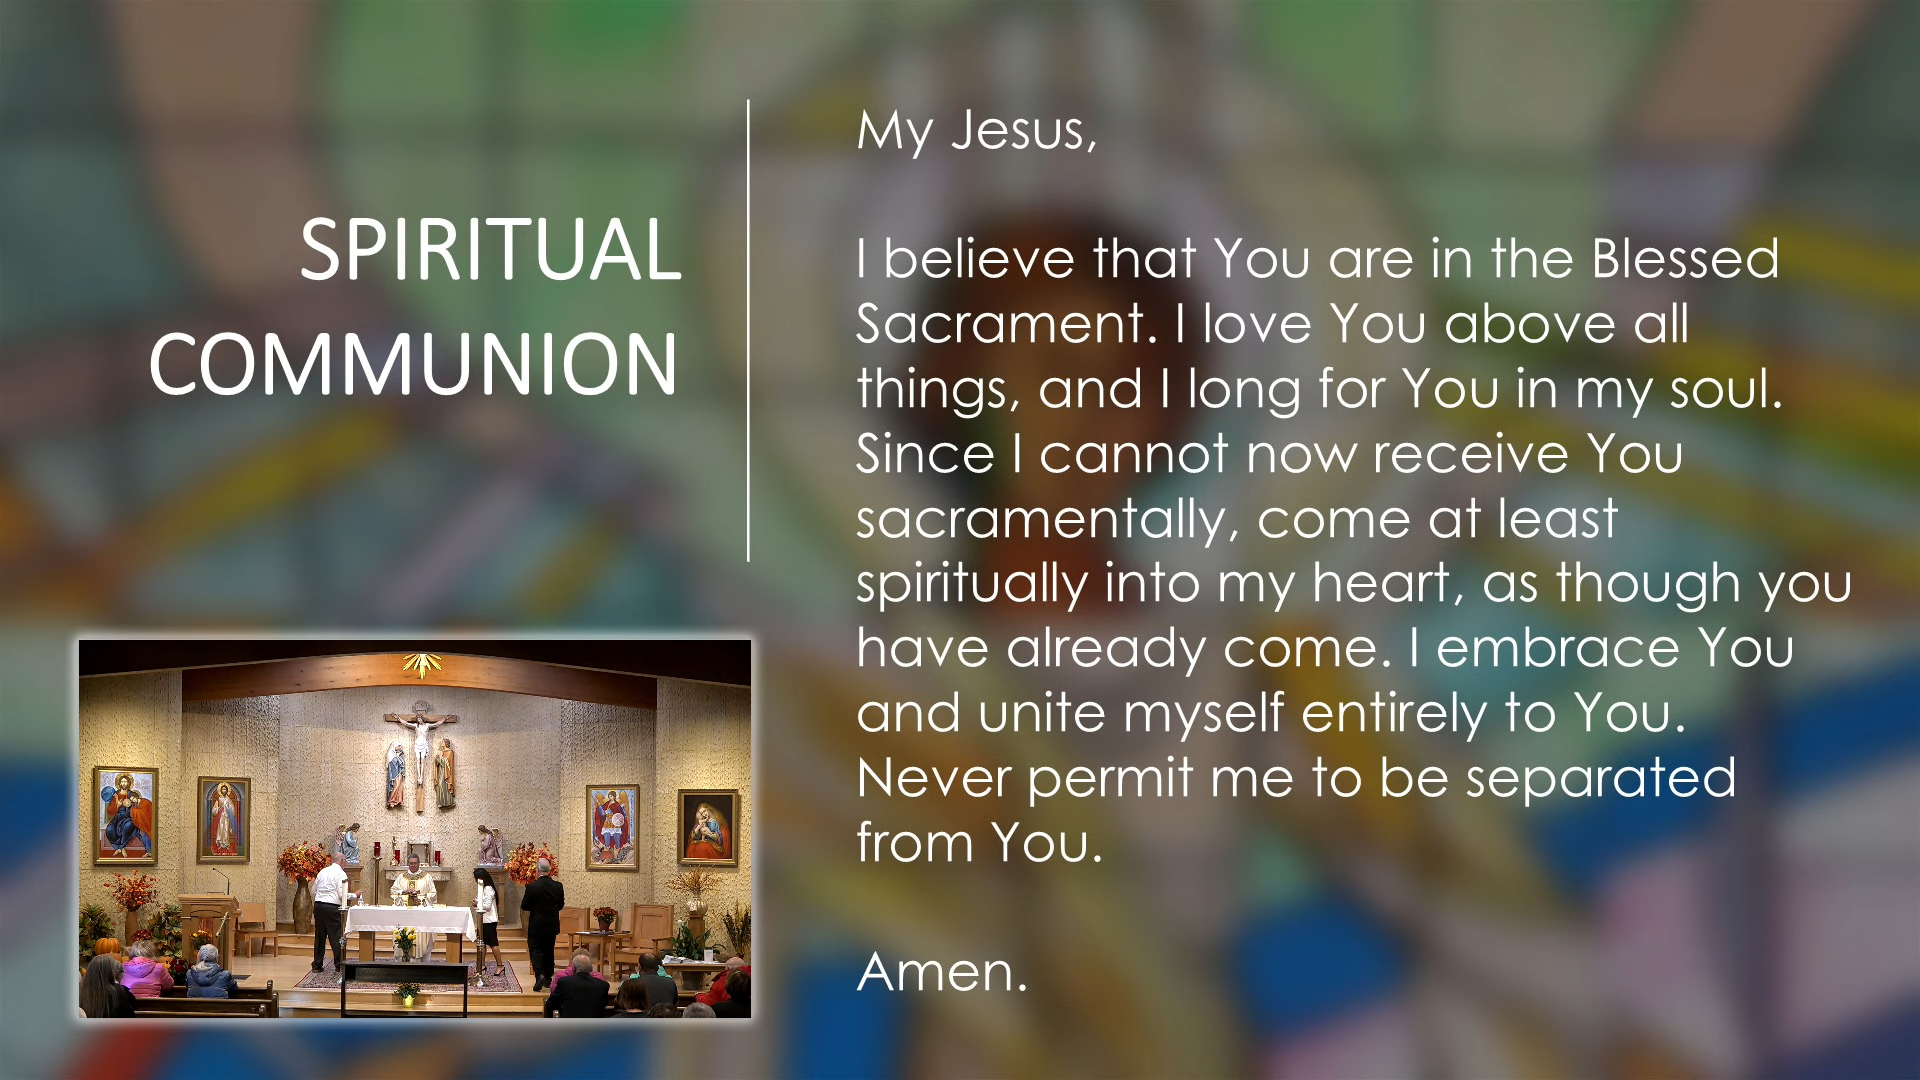 SPIRITUAL
COMMUNION
My Jesus,
I believe that You are in the Blessed
Sacrament. I love You above all
things, and I long for You in my soul.
Since I cannot now receive You
sacramentally, come at least
spiritually into my heart, as though you
have already come. I embrace You
and unite myself entirely to You.
Never permit me to be separated
from You.
Amen.